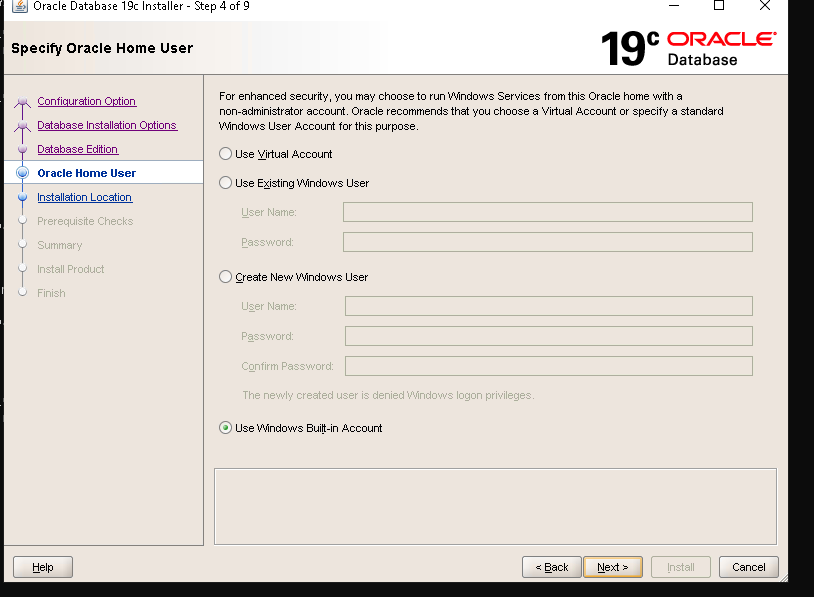 Oracle Database 19c Installer - Step 4 of 9
Specify Oracle Home User
19c ORACLE
Database
Configuration Option
Database Installation Options
Database Edition
Oracle Home User
Installation Location
Prerequisite Checks
Summary
Install Product
Finish
For enhanced security, you may choose to run Windows Services from this Oracle home with a
non-administrator account. Oracle recommends that you choose a Virtual Account or specify a standard
Windows User Account for this purpose.
Use Virtual Account
Use Existing Windows User
User Name:
Password:
Create New Windows User
User Name:
Password:
Confirm Password:
The newly created user is denied Windows logon privileges.
Use Windows Built-in Account
Help
< Back
Next >
Install
Cancel